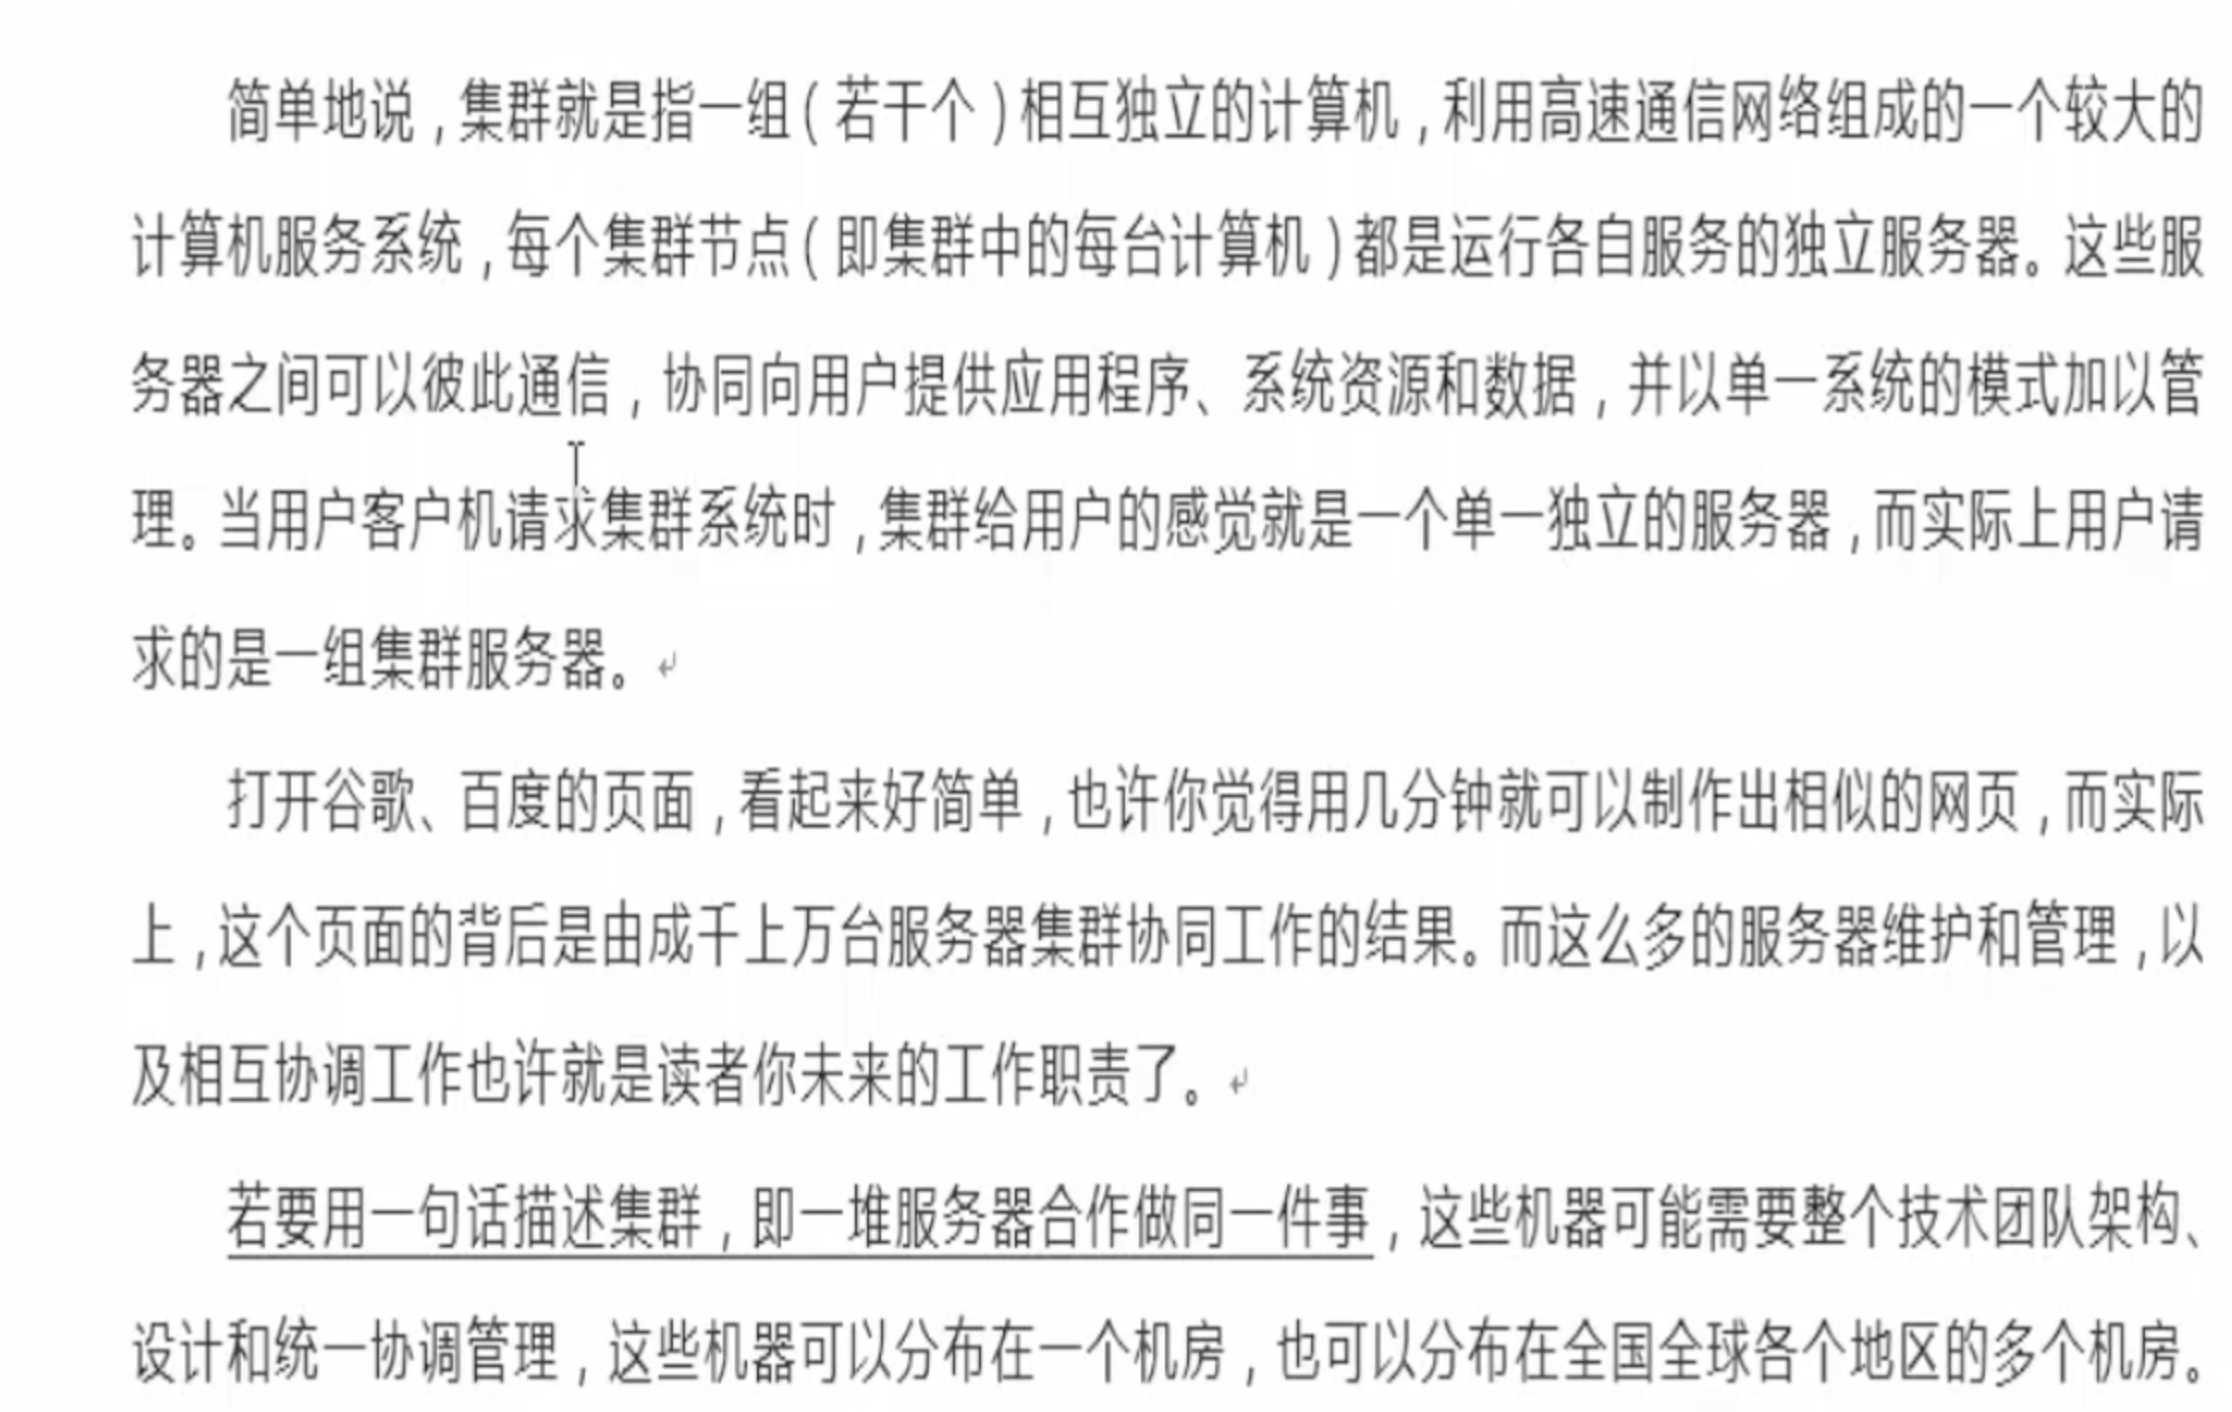 简单地说，集群就是指一组（若干个）相互独立的计算机，利用高速通信网络组成的一个较大的
计算机服务系统，每个集群节点（即集群中的每台计算机）都是运行各自服务的独立服务器。这些服
务器之间可以彼此通信，协同向用户提供应用程序、系统资源和数据，并以单一系统的模式加以管
理。当用户客户机请求集群系统时，集群给用户的感觉就是一个单一独立的服务器，而实际上用户请
求的是一组集群服务器。
打开谷歌、百度的页面，看起来好简单，也许你觉得用几分钟就可以制作出相似的网页，而实际
上，这个页面的背后是由成千上万台服务器集群协同工作的结果。而这么多的服务器维护和管理，以
及相互协调工作也许就是读者你未来的工作职责了。
若要用一句话描述集群，即一堆服务器合作做同一件事，这些机器可能需要整个技术团队架构、
设计和统一协调管理，这些机器可以分布在一个机房，也可以分布在全国全球各个地区的多个机房。